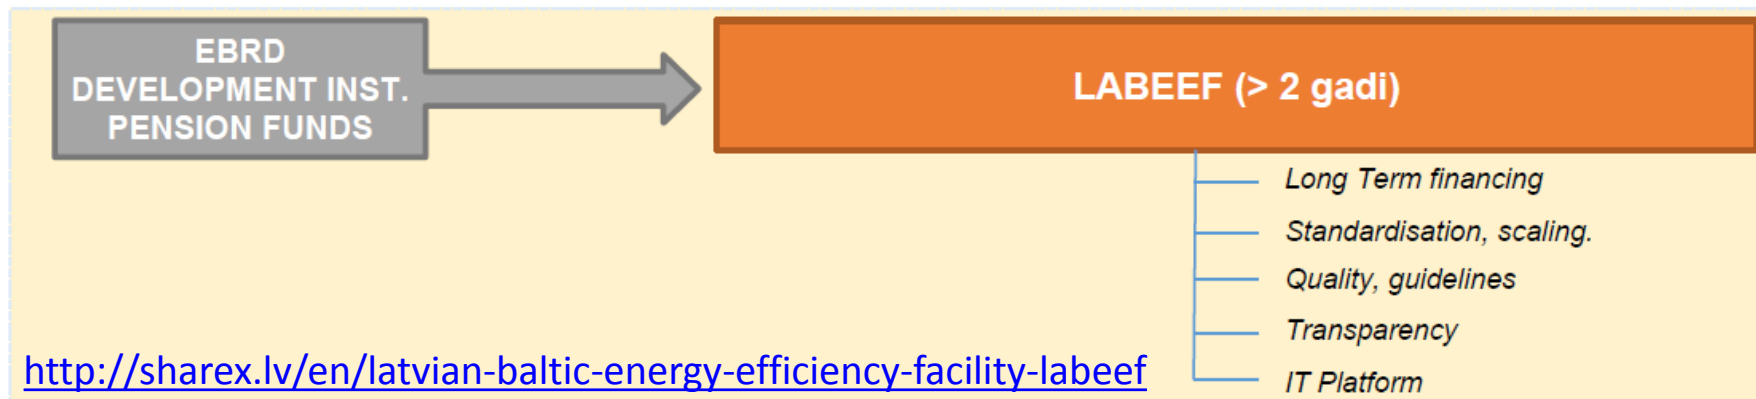 EBRD
DEVELOPMENT INST.
PENSION FUNDS
LABEEF (> 2 gadi)
Long Term financing
Standardisation, scaling.
Quality, guidelines
Transparency
IT Platform
http://sharex.lv/en/latvian-baltic-energy-efficiency-facility-labeef